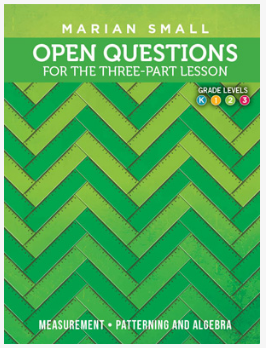 MARIAN SMALL
OPEN QUESTIONS
FOR THE THREE-PART LESSON
GRADE LEVELS
K 1 2 3
MEASUREMENT • PATTERNING AND ALGEBRA